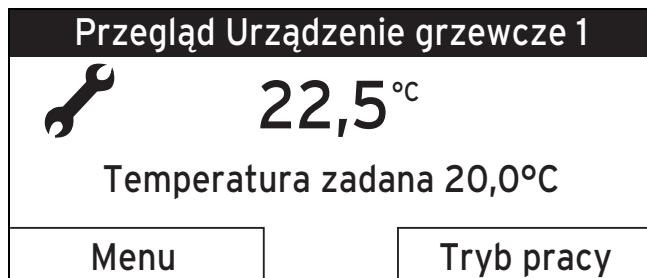 Przegląd Urządzenie grzewcze 1
22,5°C
Temperatura zadana 20,0°C
Menu Tryb pracy